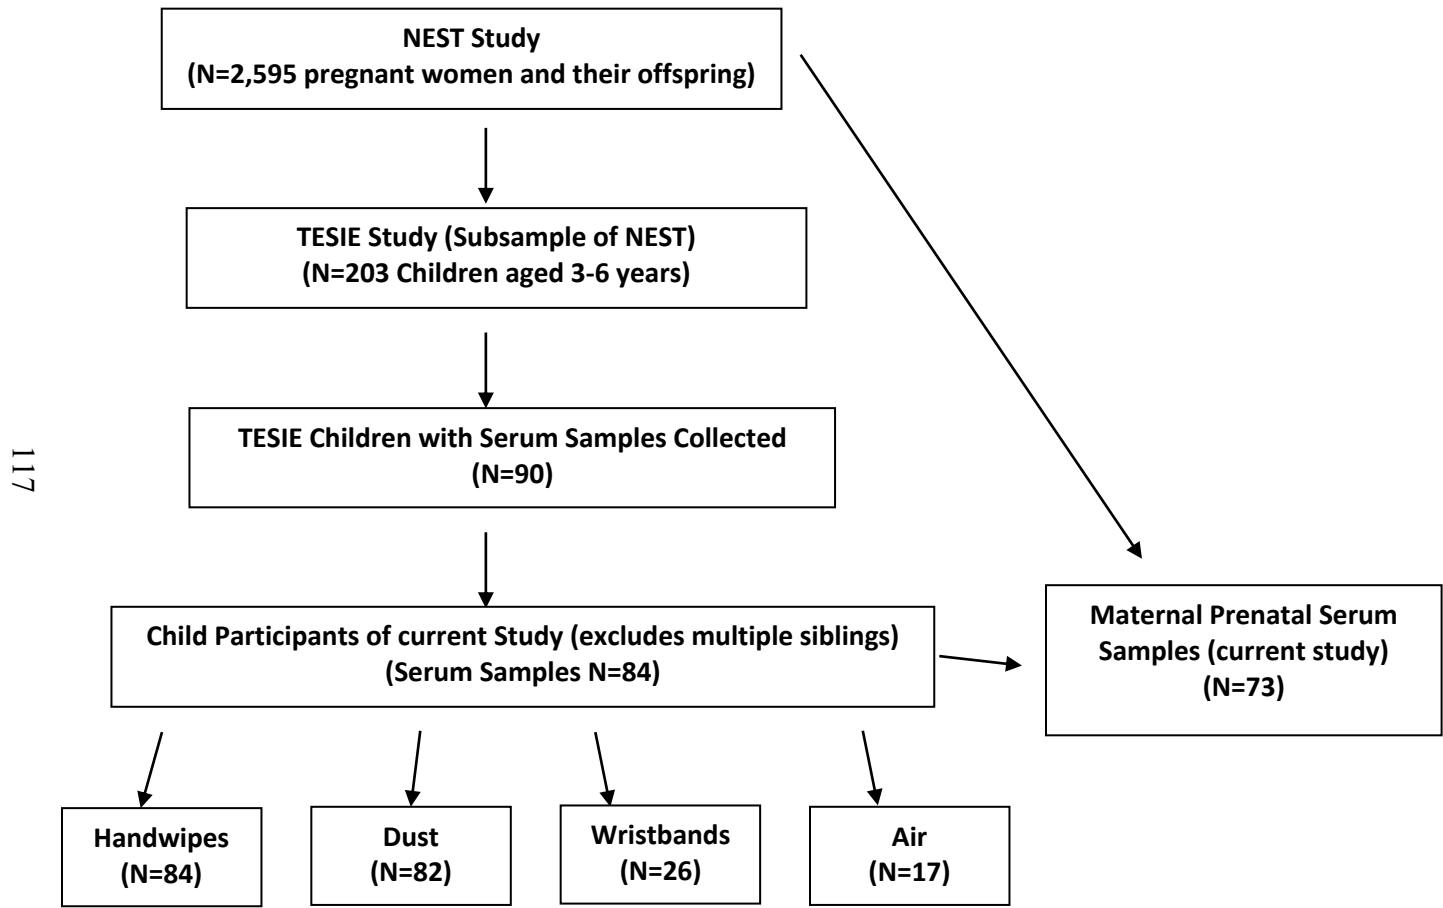 NEST Study
(N=2,595 pregnant women and their offspring)
TESIE Study (Subsample of NEST)
(N=203 Children aged 3-6 years)
TESIE Children with Serum Samples Collected
(N=90)
117
Child Participants of current Study (excludes multiple siblings)
(Serum Samples N=84)
Maternal Prenatal Serum
Samples (current study)
(N=73)
Handwipes
(N=84)
Dust
(N=82)
Wristbands
(N=26)
Air
(N=17)